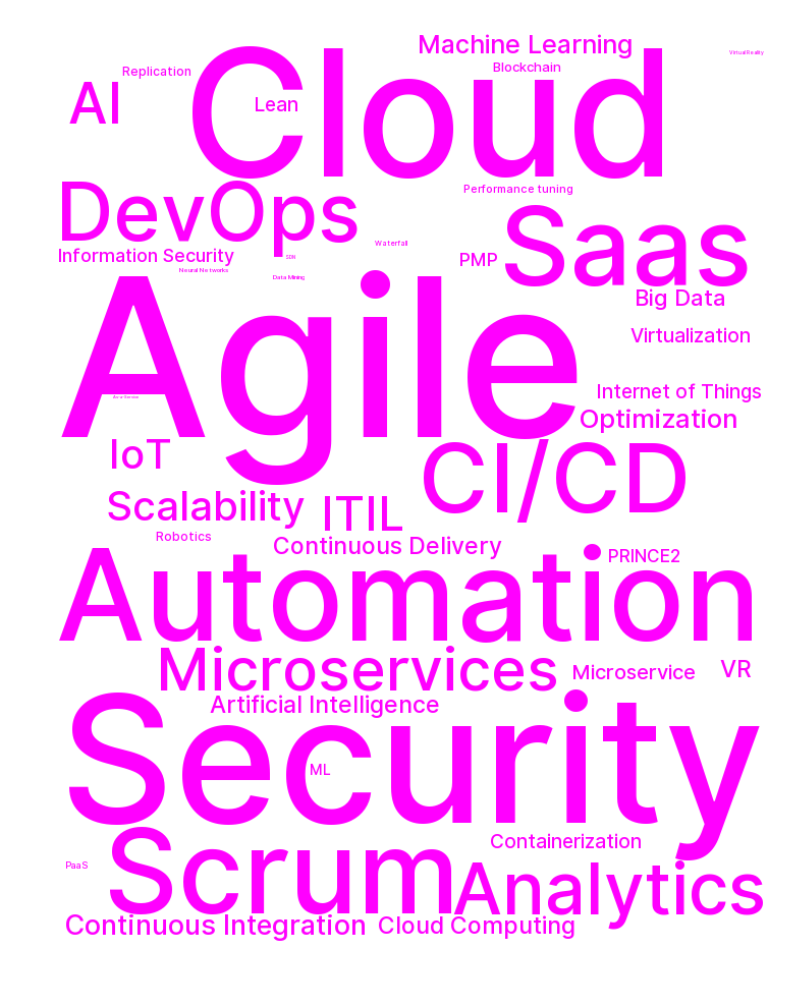 Machine Learning
Virtual Reality
Cloud
Replication
Blockchain
AI
Lean
DevOps
Performance tuning
Saas
Waterfall
Information Security
PMP
Neural Networks
Data Mining
Big Data
Agile
Virtualization
Internet of Things
Optimization
IoT
CI/CD
Scalability
ITIL
Robotics
Continuous Delivery
PRINCE2
Automation
Microservices
Microservice
VR
Artificial Intelligence
Security
ML
Scrum
Containerization
PaaS
Analytics
Continuous Integration
Cloud Computing